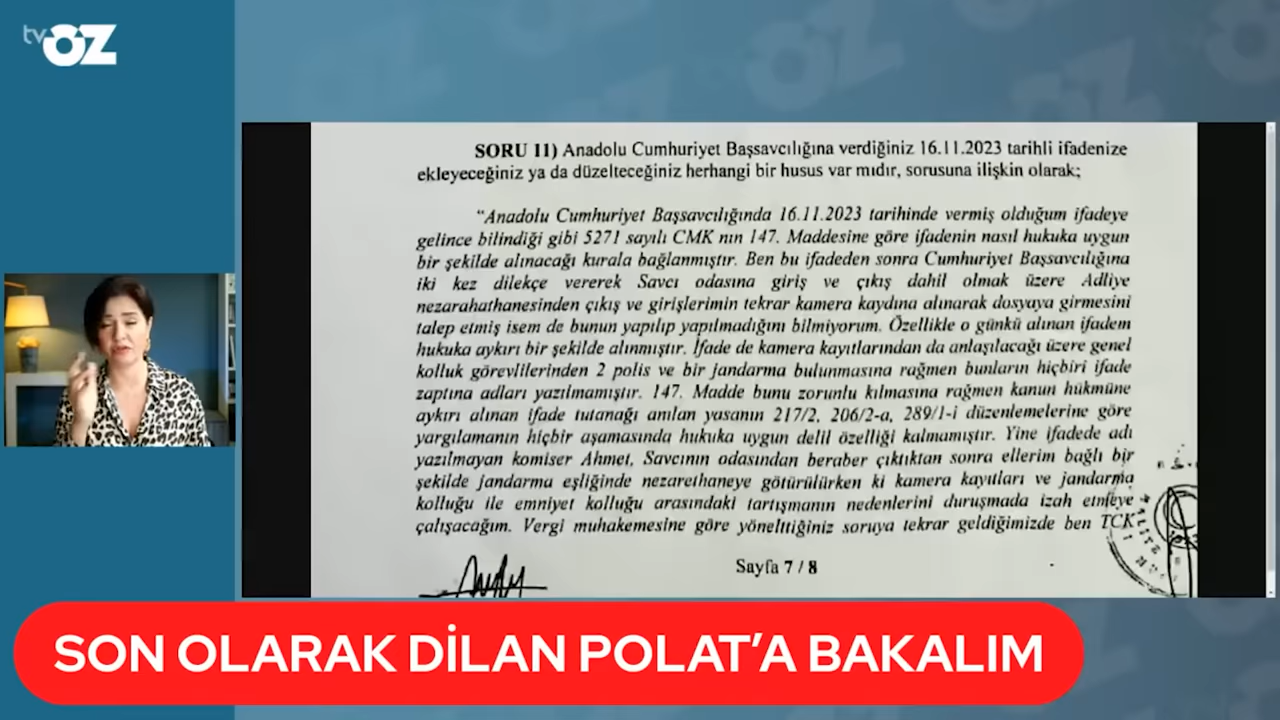 tvÖZ
SORU 11) Anadolu Cumhuriyet Başsavcılığına verdiğiniz 16.11.2023 tarihli ifadenize
ekleyeceğiniz ya da düzelteceğiniz herhangi bir husus var mıdır, sorusuna ilişkin olarak;
“Anadolu Cumhuriyet Başsavcılığında 16.11.2023 tarihinde vermiş olduğum ifadeye
gelince bilindiği gibi 5271 sayılı CMK nın 147. Maddesine göre ifadenin nasıl hukuka uygun
bir şekilde alınacağı kurala bağlanmıştır. Ben bu ifadeden sonra Cumhuriyet Başsavcılığına
iki kez dilekçe vererek Savcı odasına giriş ve çıkış dahil olmak üzere Adliye
nezarahathanesinden çıkış ve girişlerimin tekrar kamera kaydına alınarak dosyaya girmesini
talep etmiş isem de bunun yapılıp yapılmadığını bilmiyorum. Özellikle o günkü alınan ifadem
hukuka aykırı bir şekilde alınmıştır. İfade de kamera kayıtlarından da anlaşılacağı üzere genel
kolluk görevlilerinden 2 polis ve bir jandarma bulunmasına rağmen bunların hiçbiri ifade
zaptına adları yazılmamıştır. 147. Madde bunu zorunlu kılmasına rağmen kanun hükmüne
aykırı alınan ifade tutanağı anılan yasanın 217/2, 206/2-a, 289/1-i düzenlemelerine göre
yargılamanın hiçbir aşamasında hukuka uygun delil özelliği kalmamıştır. Yine ifadede adı
yazılmayan komiser Ahmet, Savcının odasından beraber çıktıktan sonra ellerim bağlı bir
şekilde jandarma eşliğinde nezarethaneye götürülürken ki kamera kayıtları ve jandarma
kolluğu ile emniyet kolluğu arasındaki tartışmanın nedenlerini duruşmada izah etmeye
çalışacağım. Vergi muhakemesine göre yönelttiğiniz soruya tekrar geldiğimizde ben TCK
Sayfa 7 / 8
SON OLARAK DİLAN POLAT’A BAKALIM